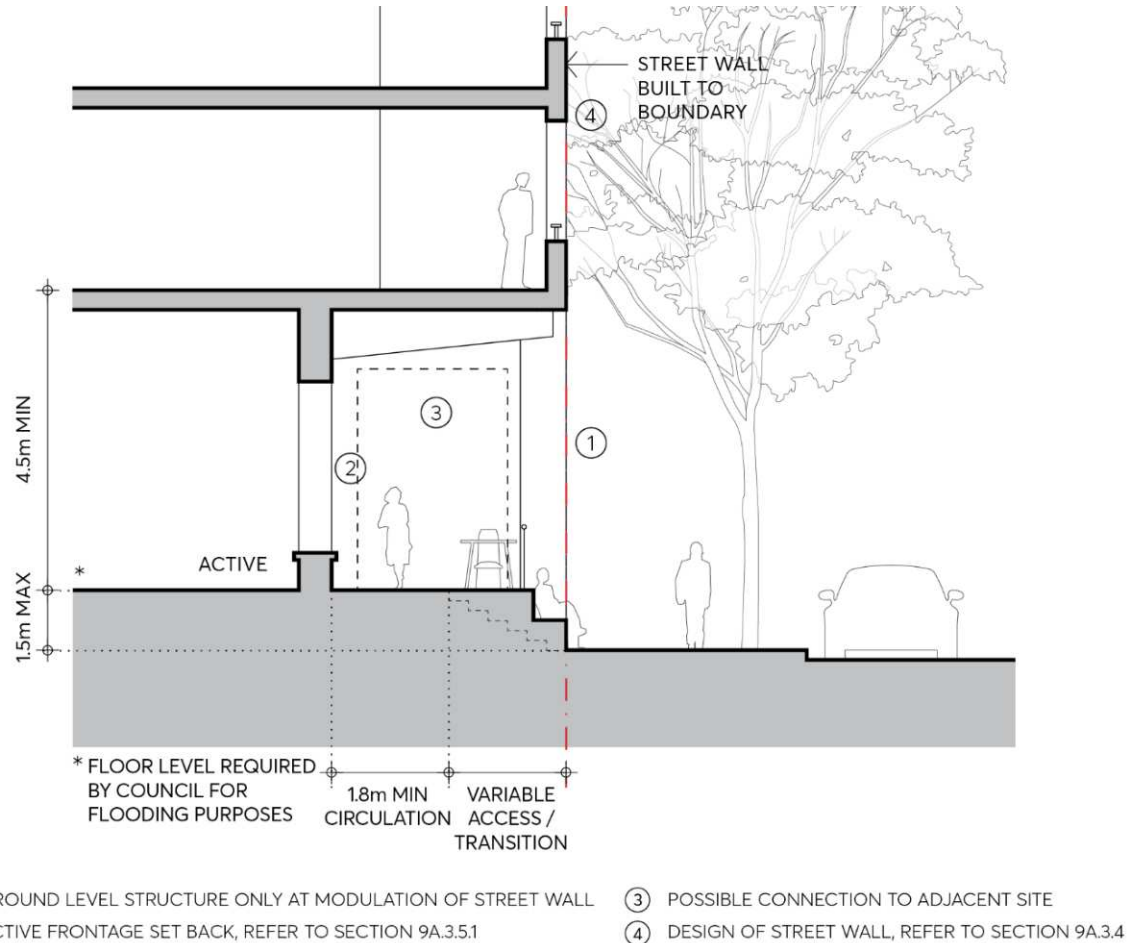 STREET WALL
BUILT TO
BOUNDARY
4
4.5m MIN
3
1
2
ACTIVE
*
1.5m MAX
* FLOOR LEVEL REQUIRED
BY COUNCIL FOR
FLOODING PURPOSES
1.8m MIN
CIRCULATION
VARIABLE
ACCESS /
TRANSITION
ROUND LEVEL STRUCTURE ONLY AT MODULATION OF STREET WALL
CTIVE FRONTAGE SET BACK, REFER TO SECTION 9A.3.5.1
3 POSSIBLE CONNECTION TO ADJACENT SITE
4 DESIGN OF STREET WALL, REFER TO SECTION 9A.3.4